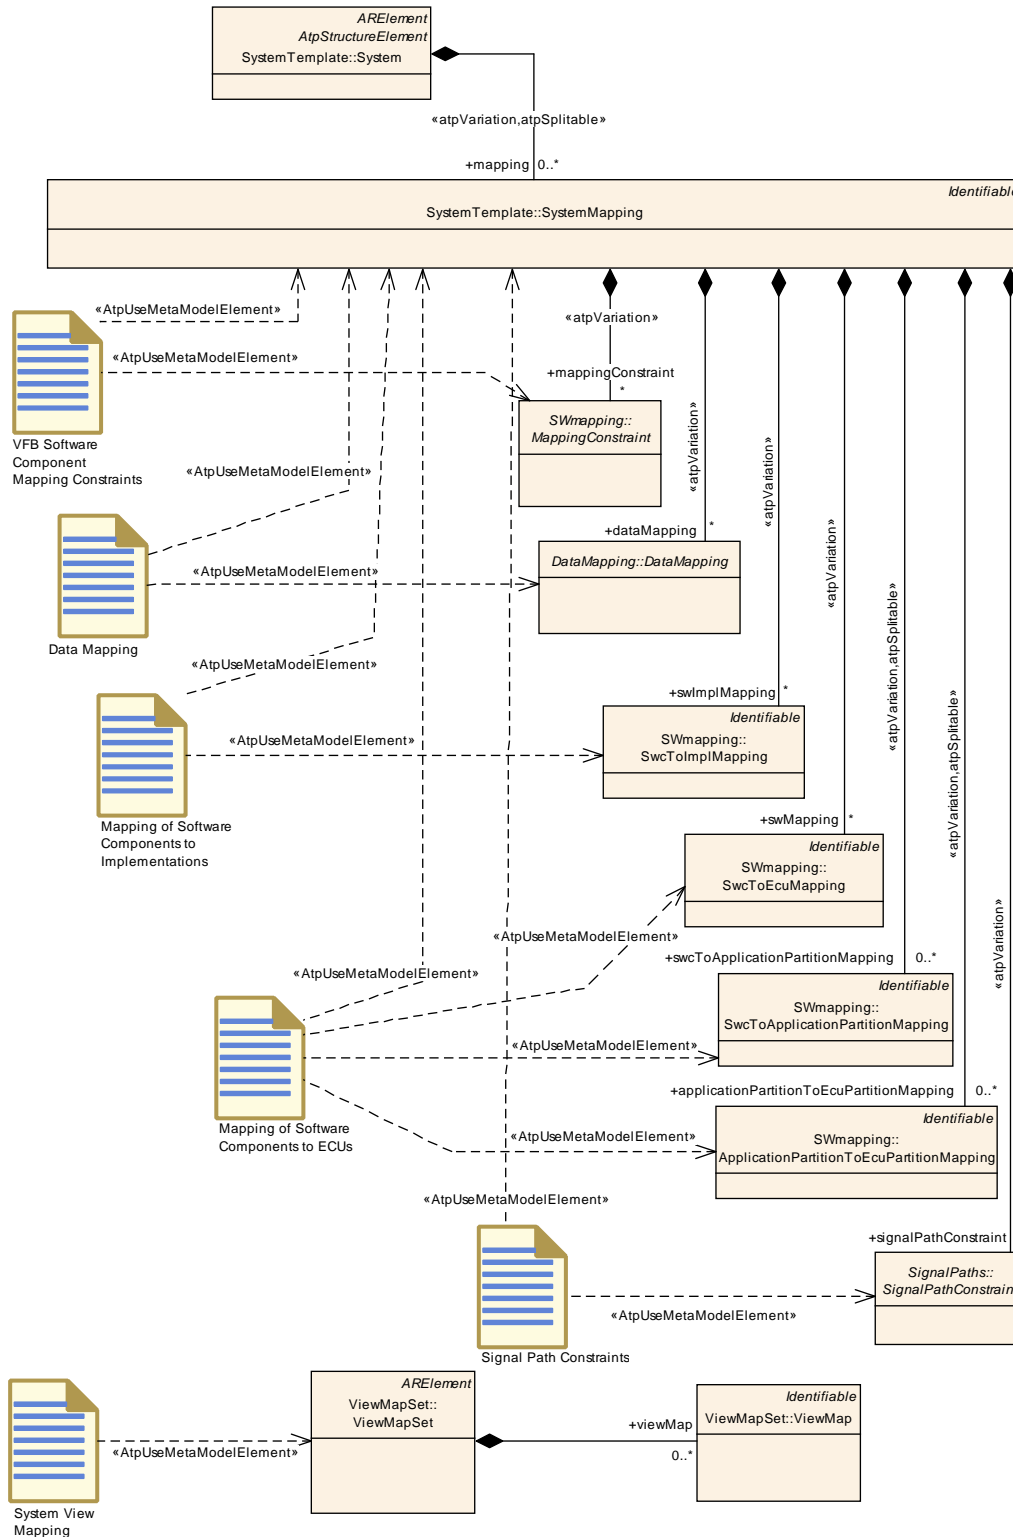 ARElement
AtpStructureElement
SystemTemplate::System
«atpVariation,atpSplitable»
+mapping 0..*
Identifiable
SystemTemplate::SystemMapping
«AtpUseMetaModelElement»
«atpVariation»
«AtpUseMetaModelElement»
+mappingConstraint
*
SWmapping::
MappingConstraint
VFB Software
Component
Mapping Constraints
«atpVariation»
«atpVariation»
«atpVariation»
«atpVariation,atpSplitable»
«atpVariation,atpSplitable»
«atpVariation»
«AtpUseMetaModelElement»
+dataMapping *
DataMapping::DataMapping
«AtpUseMetaModelElement»
Data Mapping
«AtpUseMetaModelElement»
+swImplMapping *
Identifiable
SWmapping::
SwcToImplMapping
«AtpUseMetaModelElement»
Mapping of Software
Components to
Implementations
+swMapping *
Identifiable
SWmapping::
SwcToEcuMapping
«AtpUseMetaModelElement»
+swcToApplicationPartitionMapping 0..*
«AtpUseMetaModelElement»
Identifiable
SWmapping::
SwcToApplicationPartitionMapping
«AtpUseMetaModelElement»
+applicationPartitionToEcuPartitionMapping 0..*
Identifiable
SWmapping::
ApplicationPartitionToEcuPartitionMapping
«AtpUseMetaModelElement»
Mapping of Software
Components to ECUs
«AtpUseMetaModelElement»
+signalPathConstraint
SignalPaths::
SignalPathConstrain
«AtpUseMetaModelElement»
Signal Path Constraints
ARElement
ViewMapSet::
ViewMapSet
+viewMap
0..*
Identifiable
ViewMapSet::ViewMap
«AtpUseMetaModelElement»
System View
Mapping